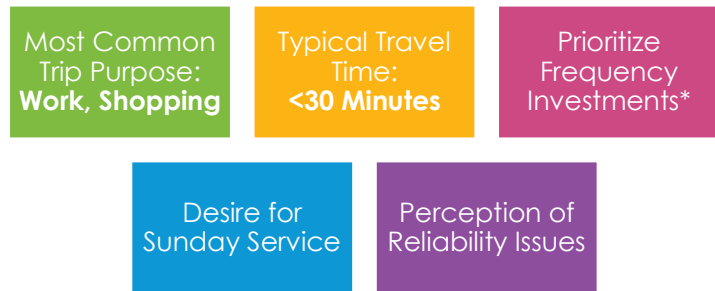 Most Common
Trip Purpose:
Work, Shopping
Typical Travel
Time:
<30 Minutes
Prioritize
Frequency
Investments*
Desire for
Sunday Service
Perception of
Reliability Issues